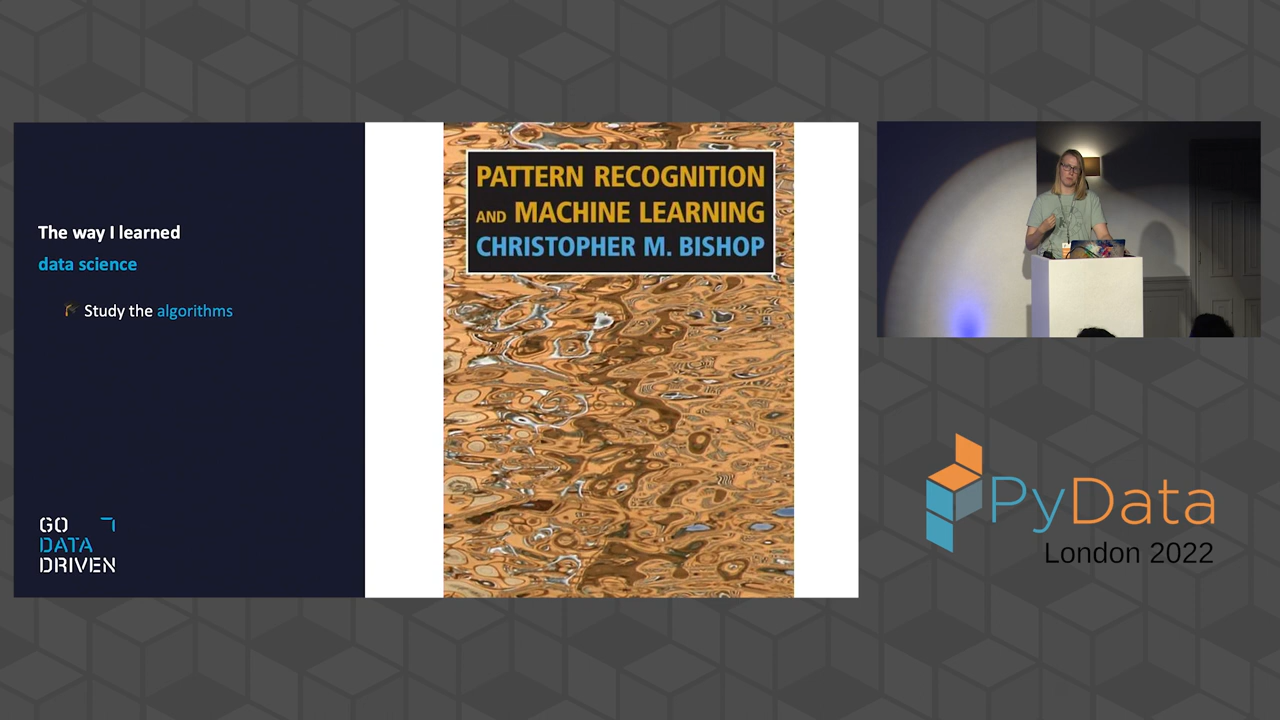 The way I learned
data science
Study the algorithms
GO
DATA
DRIVEN
PATTERN RECOGNITION
AND MACHINE LEARNING
CHRISTOPHER M. BISHOP
PyData
London 2022